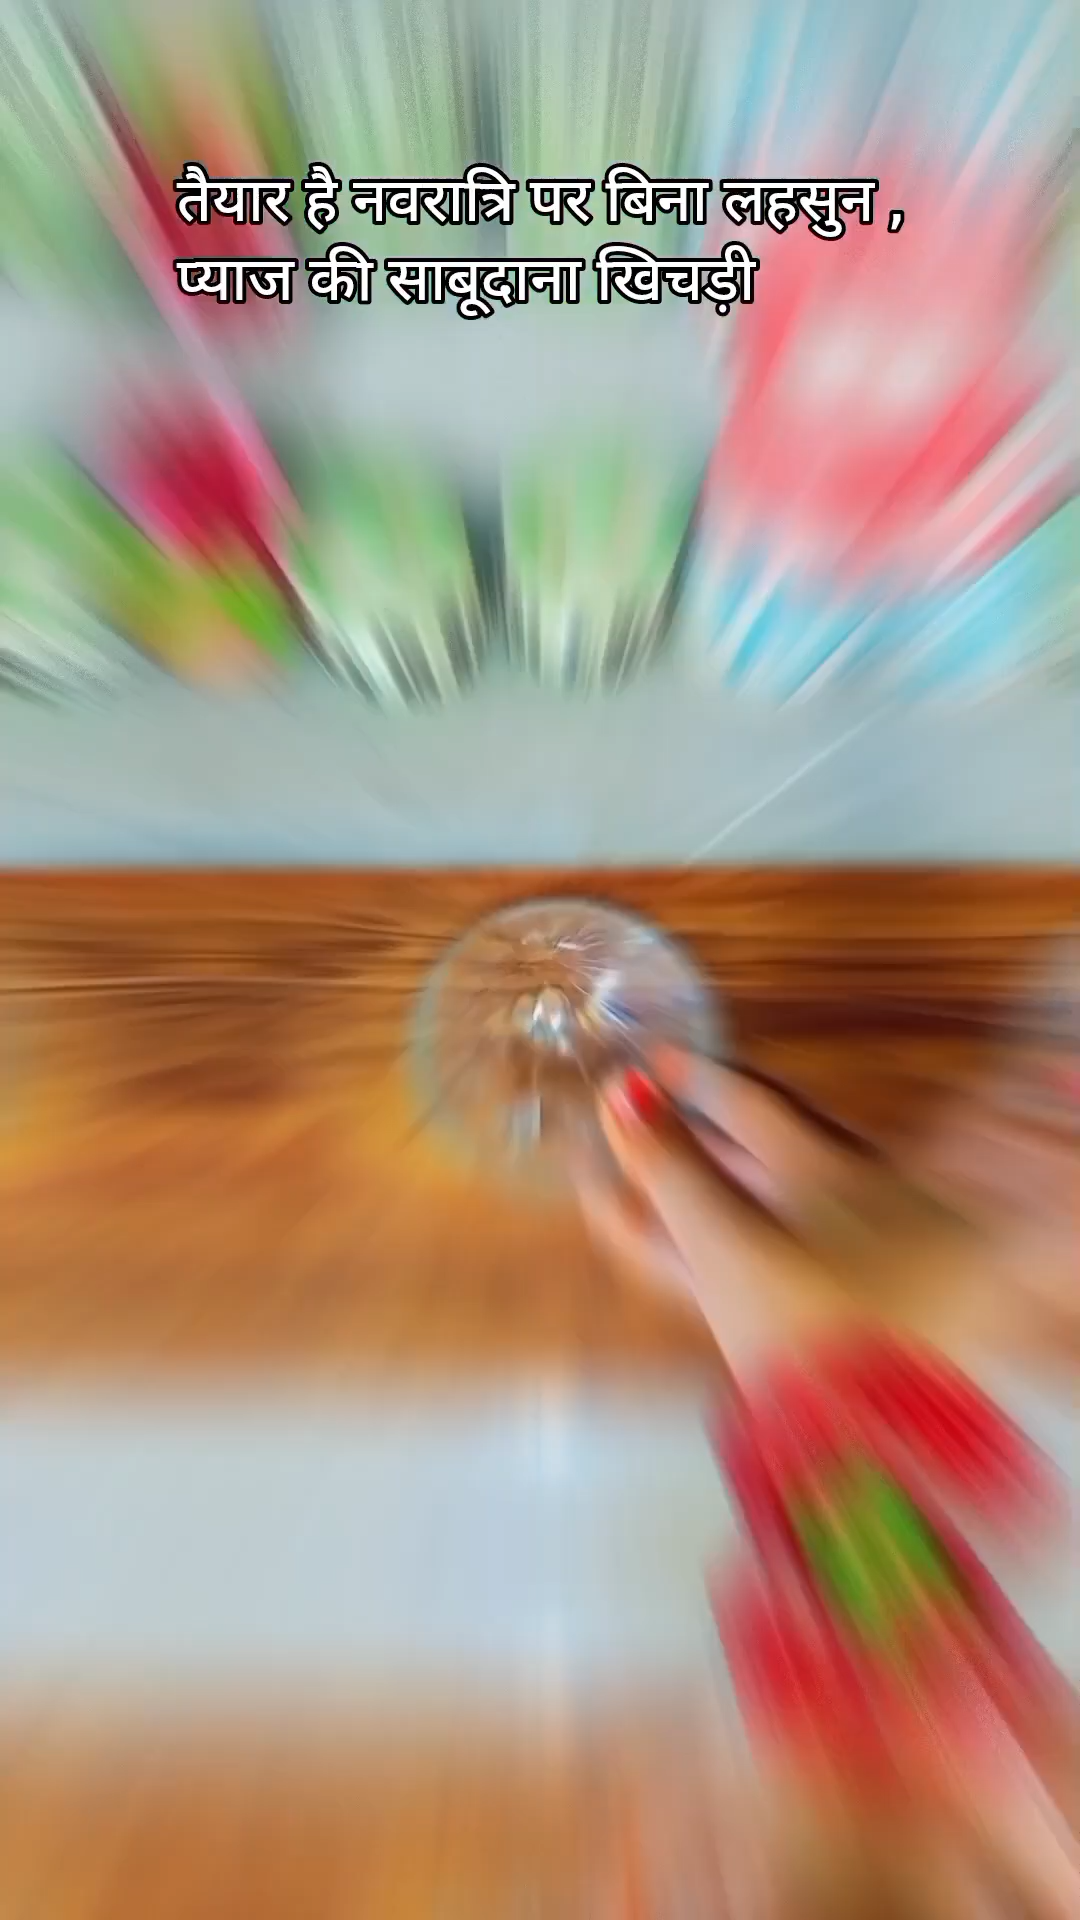 तैयार है नवरात्रि पर बिना लहसुन ,
प्याज की साबूदाना खिचड़ी